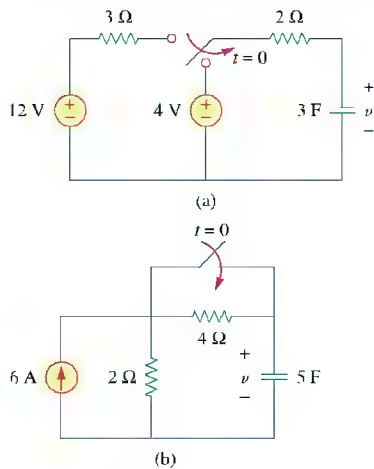 3 Ω 2 Ω
t = 0
12 V + − 4 V + − 3 F + v −
(a)
t = 0
4 Ω
6 A 2 Ω + v − 5 F
(b)